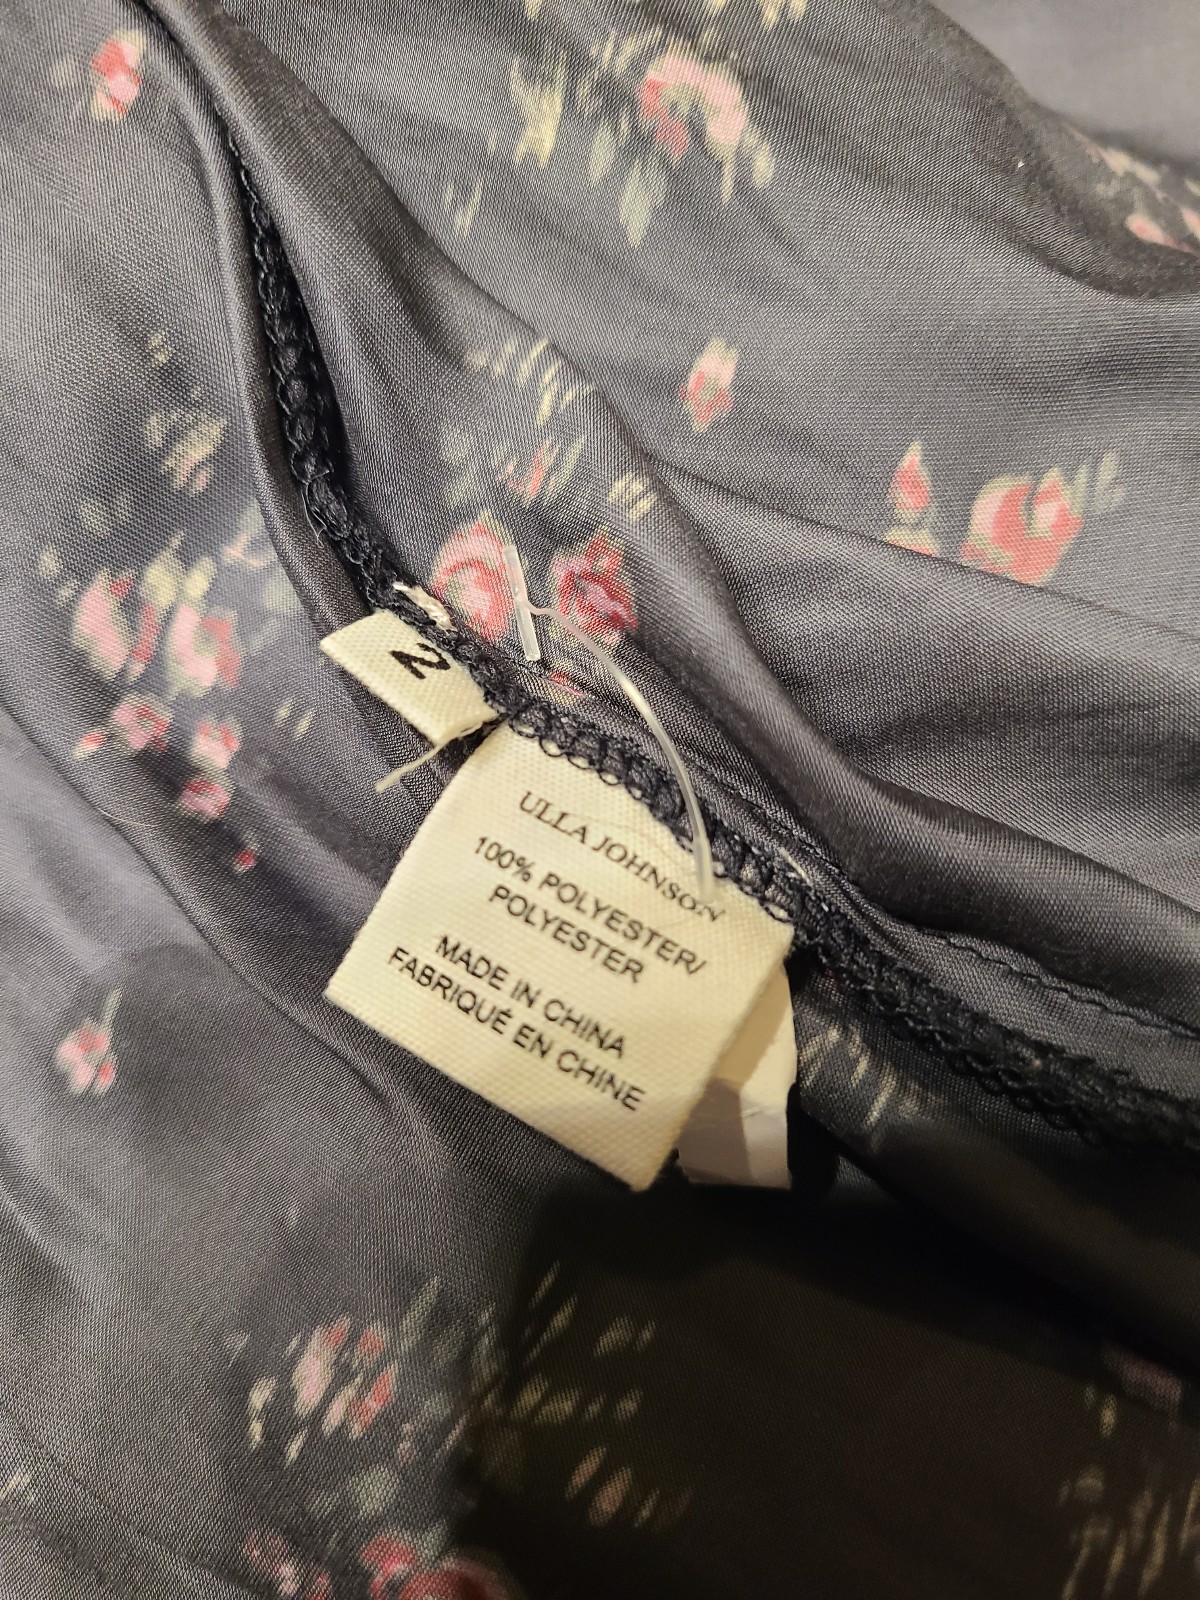 2
ULLA JOHNSON
100% POLYESTER/
POLYESTER
MADE IN CHINA
FABRIQUÉ EN CHINE